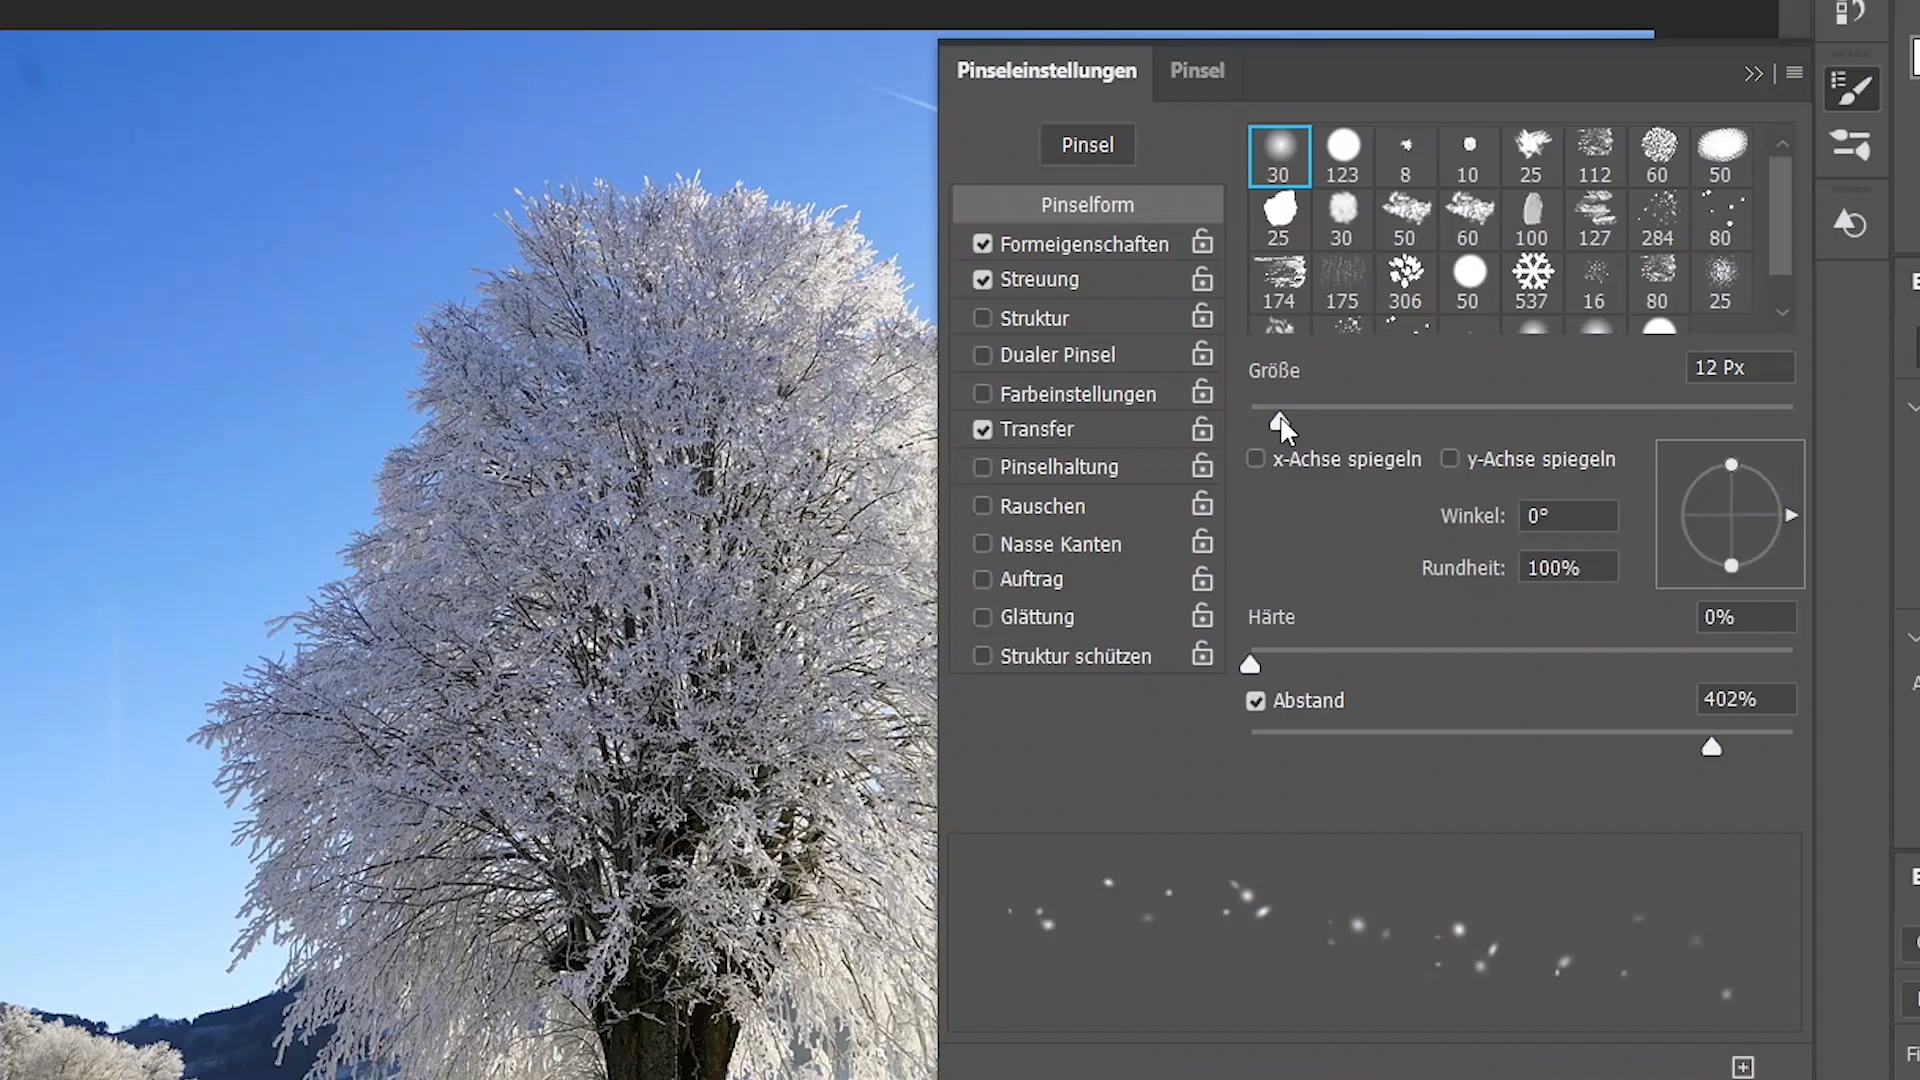 Pinseleinstellungen Pinsel
Pinsel
30 123 8 10 25 112 60 50
25 30 50 60 100 127 284 80
174 175 306 50 537 16 80 25
Pinselform
Formeigenschaften
Streuung
Struktur
Dualer Pinsel
Farbeinstellungen
Transfer
Pinselhaltung
Rauschen
Nasse Kanten
Auftrag
Glättung
Struktur schützen
Größe 12 Px
x-Achse spiegeln y-Achse spiegeln
Winkel: 0°
Rundheit: 100%
Härte 0%
Abstand 402%